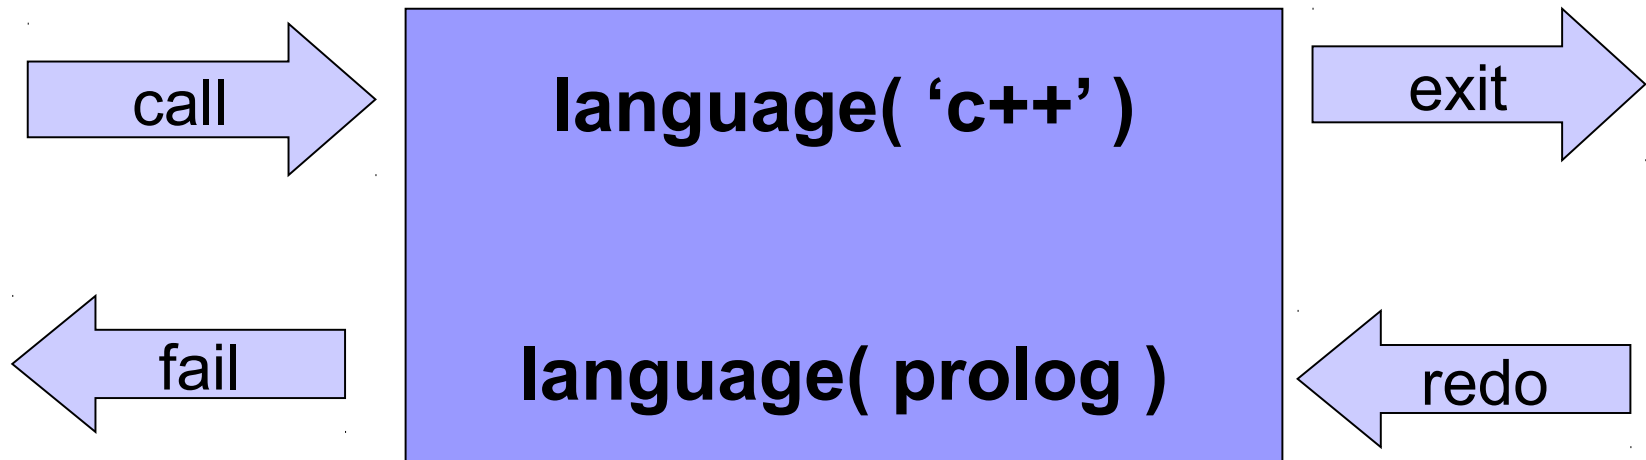 call
language( ‘c++’ )
exit
fail
language( prolog )
redo